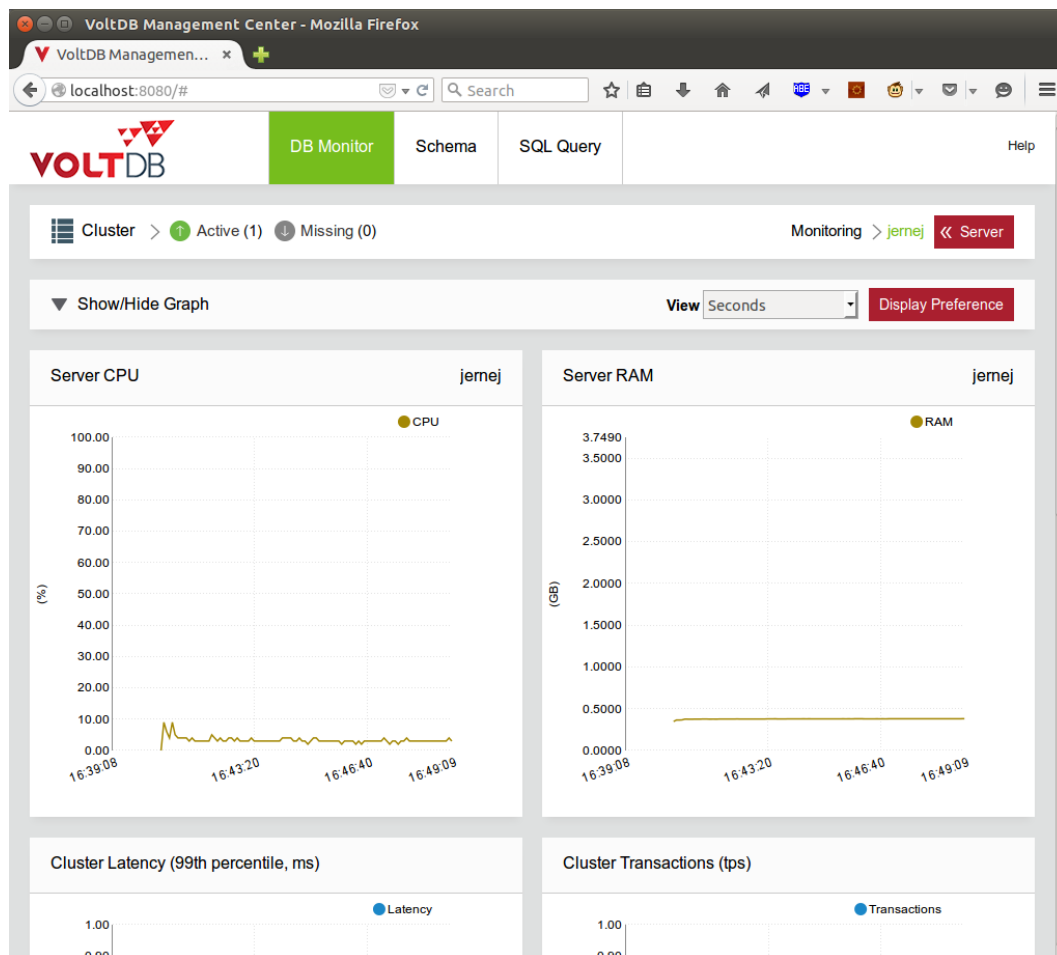 VoltDB Management Center - Mozilla Firefox
VoltDB Managemen... ×
localhost:8080/# Search ABE
VOLTDB DB Monitor Schema SQL Query Help
Cluster Active (1) Missing (0) Monitoring jernej « Server
Show/Hide Graph View Seconds Display Preference
Server CPU jernej
CPU
100.00
90.00
80.00
70.00
60.00
50.00
40.00
30.00
20.00
10.00
0.00
(%)
16:39:08 16:43:20 16:46:40 16:49:09
Server RAM jernej
RAM
3.7490
3.5000
3.0000
2.5000
2.0000
1.5000
1.0000
0.5000
0.0000
(GB)
16:39:08 16:43:20 16:46:40 16:49:09
Cluster Latency (99th percentile, ms)
Latency
1.00
Cluster Transactions (tps)
Transactions
1.00